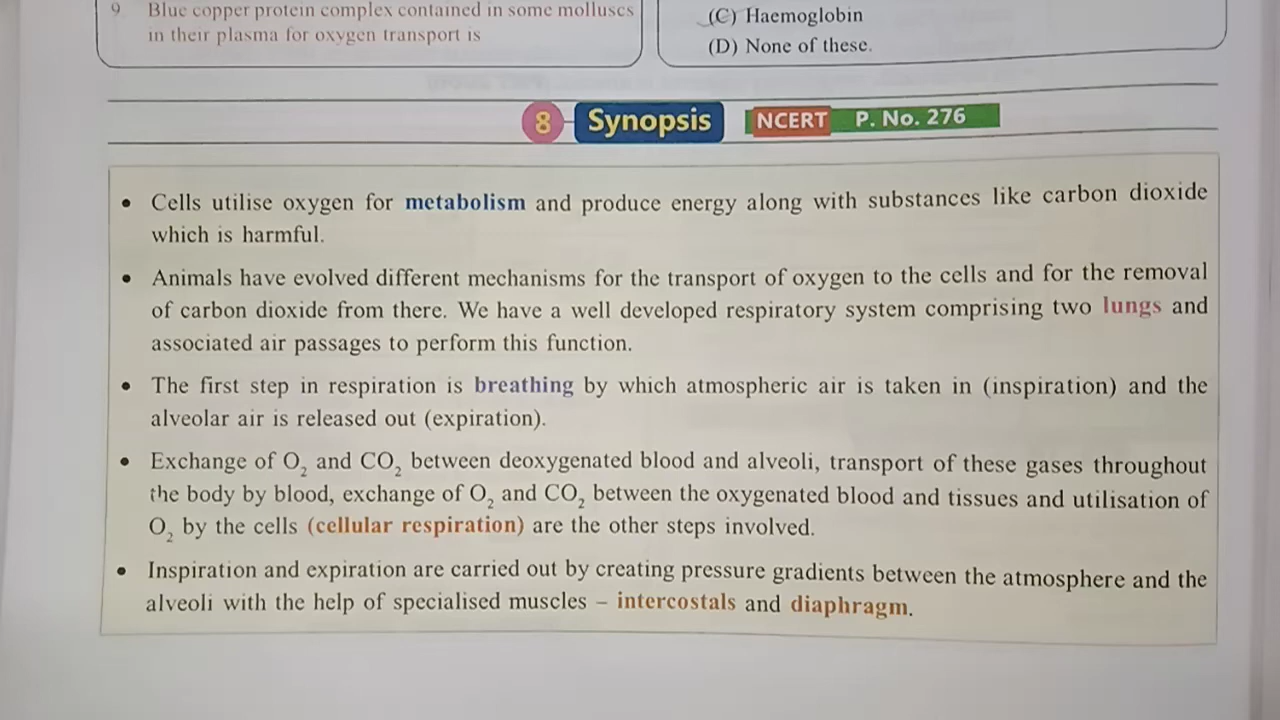 9 Blue copper protein complex contained in some molluscs
in their plasma for oxygen transport is
(C) Haemoglobin
(D) None of these.
8 Synopsis NCERT P. No. 276
• Cells utilise oxygen for metabolism and produce energy along with substances like carbon dioxide
which is harmful.
• Animals have evolved different mechanisms for the transport of oxygen to the cells and for the removal
of carbon dioxide from there. We have a well developed respiratory system comprising two lungs and
associated air passages to perform this function.
• The first step in respiration is breathing by which atmospheric air is taken in (inspiration) and the
alveolar air is released out (expiration).
• Exchange of O₂ and CO₂ between deoxygenated blood and alveoli, transport of these gases throughout
the body by blood, exchange of O₂ and CO₂ between the oxygenated blood and tissues and utilisation of
O₂ by the cells (cellular respiration) are the other steps involved.
• Inspiration and expiration are carried out by creating pressure gradients between the atmosphere and the
alveoli with the help of specialised muscles – intercostals and diaphragm.